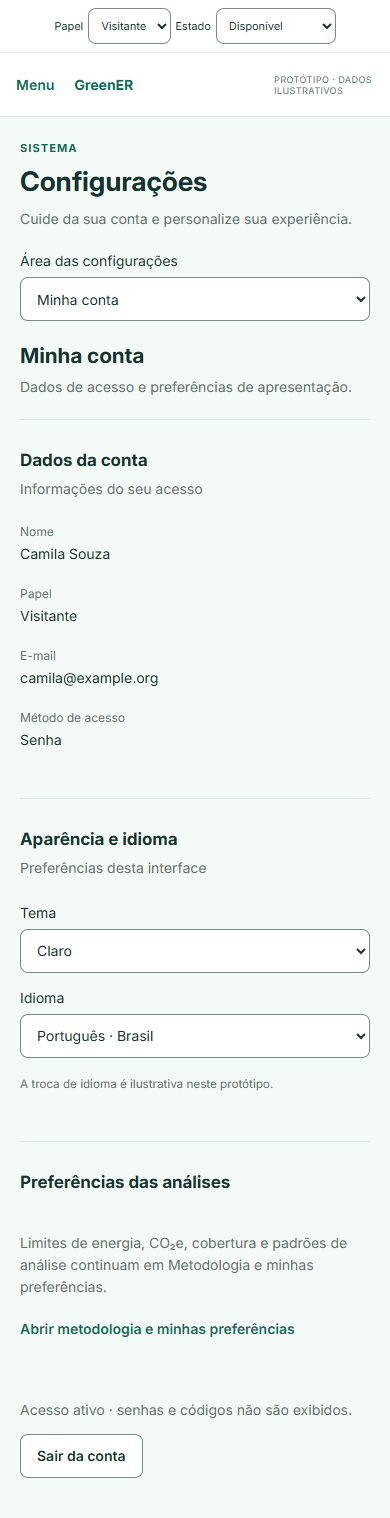 Papel Visitante Estado Disponível
Menu GreenER PROTÓTIPO · DADOS
ILUSTRATIVOS
SISTEMA
Configurações
Cuide da sua conta e personalize sua experiência.
Área das configurações
Minha conta
Minha conta
Dados de acesso e preferências de apresentação.
Dados da conta
Informações do seu acesso
Nome
Camila Souza
Papel
Visitante
E-mail
camila@example.org
Método de acesso
Senha
Aparência e idioma
Preferências desta interface
Tema
Claro
Idioma
Português · Brasil
A troca de idioma é ilustrativa neste protótipo.
Preferências das análises
Limites de energia, CO₂e, cobertura e padrões de
análise continuam em Metodologia e minhas
preferências.
Abrir metodologia e minhas preferências
Acesso ativo · senhas e códigos não são exibidos.
Sair da conta